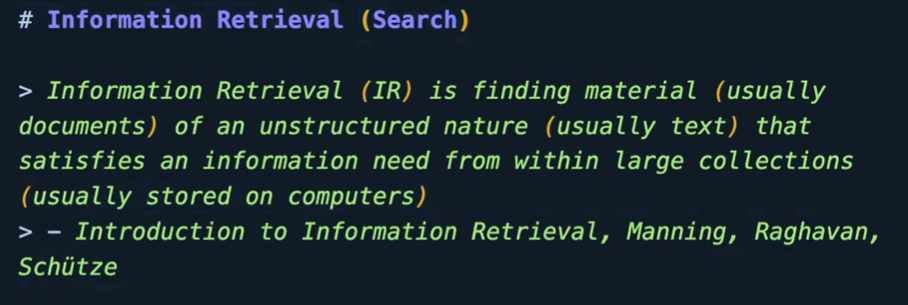 # Information Retrieval (Search)
> Information Retrieval (IR) is finding material (usually
documents) of an unstructured nature (usually text) that
satisfies an information need from within large collections
(usually stored on computers)
> – Introduction to Information Retrieval, Manning, Raghavan,
Schütze